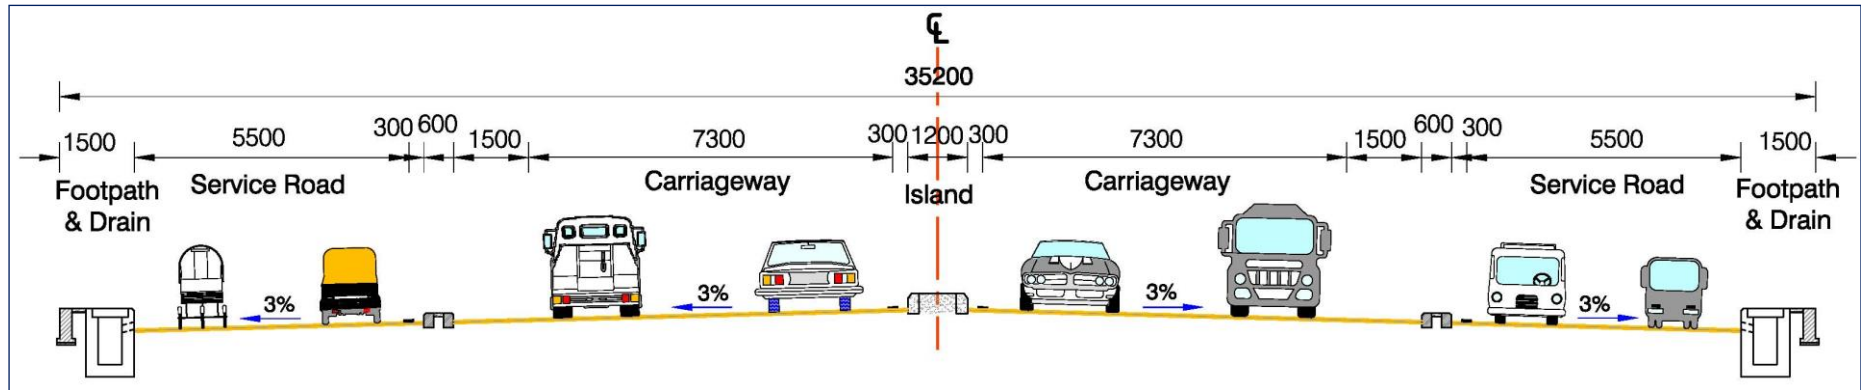 CL
35200
1500 5500 300 600 1500 7300 300 1200 300 7300 1500 600 300 5500 1500
Footpath
& Drain
Service Road
Carriageway
Island
Carriageway
Service Road
Footpath
& Drain
3%
3%
3%
3%